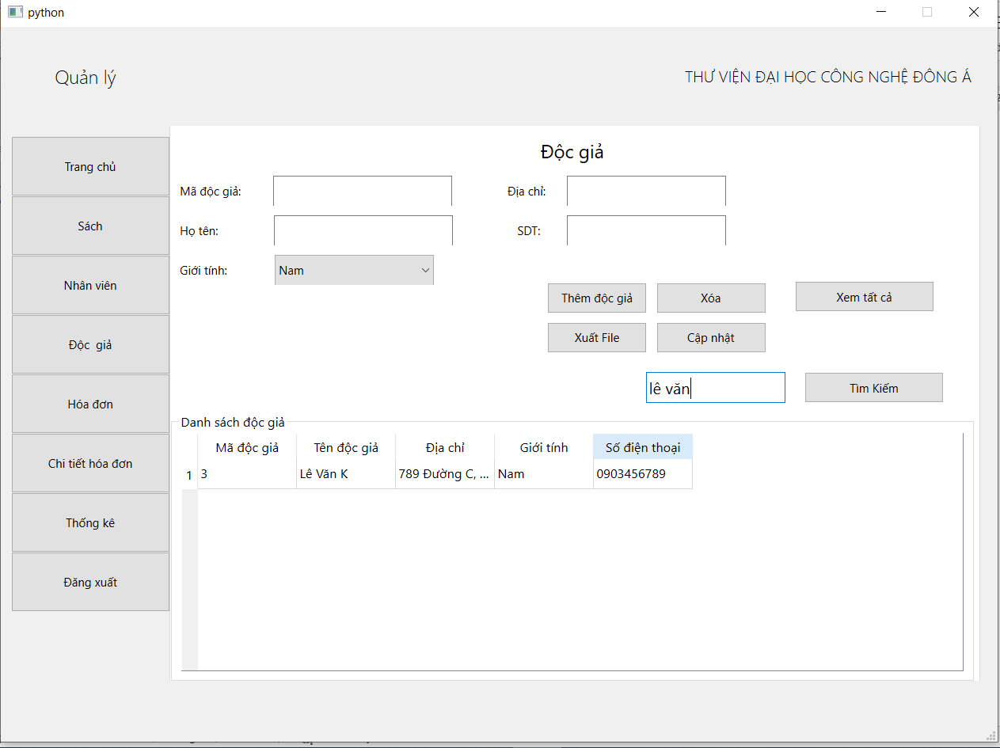 python
Quản lý
THƯ VIỆN ĐẠI HỌC CÔNG NGHỆ ĐÔNG Á
Trang chủ
Sách
Nhân viên
Độc  giả
Hóa đơn
Chi tiết hóa đơn
Thống kê
Đăng xuất
Độc giả
Mã độc giả:
Địa chỉ:
Họ tên:
SDT:
Giới tính:
Nam
Thêm độc giả
Xóa
Xem tất cả
Xuất File
Cập nhật
lê văn
Tìm Kiếm
Danh sách độc giả
Mã độc giả Tên độc giả Địa chỉ Giới tính Số điện thoại
1 3 Lê Văn K 789 Đường C, ... Nam 0903456789